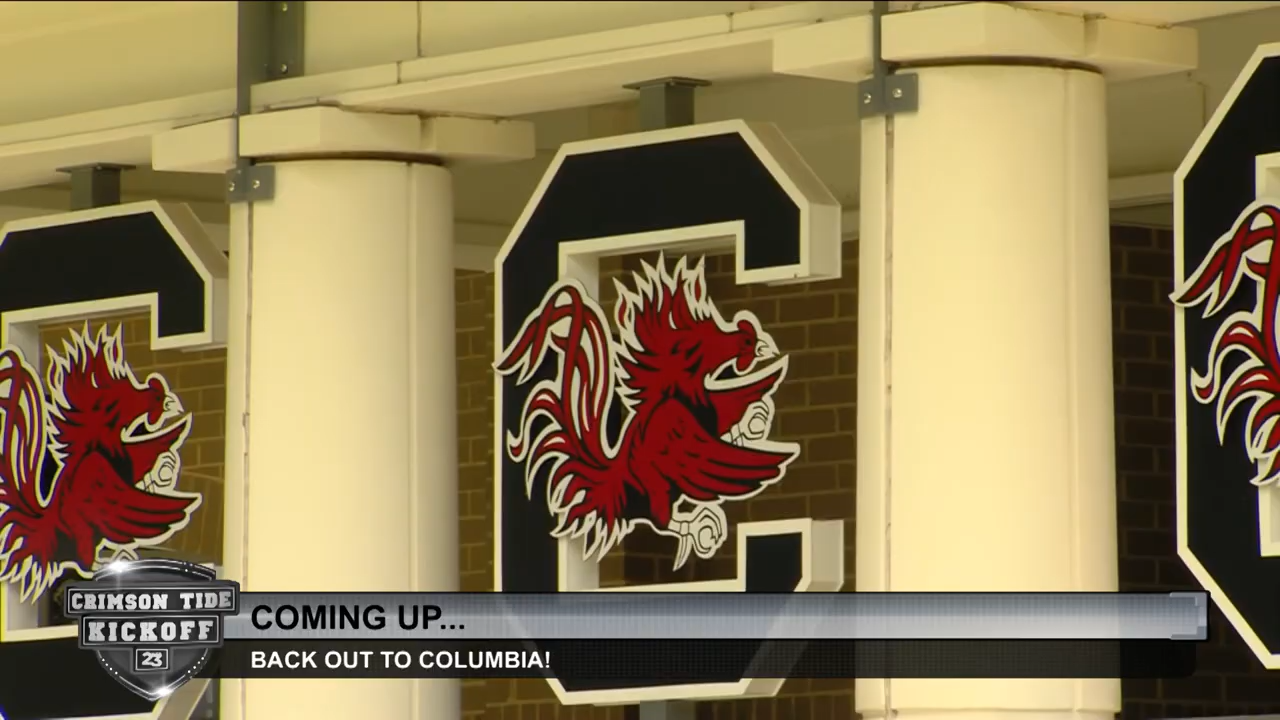 C
C
C
CRIMSON TIDE
KICKOFF
23
COMING UP...
BACK OUT TO COLUMBIA!